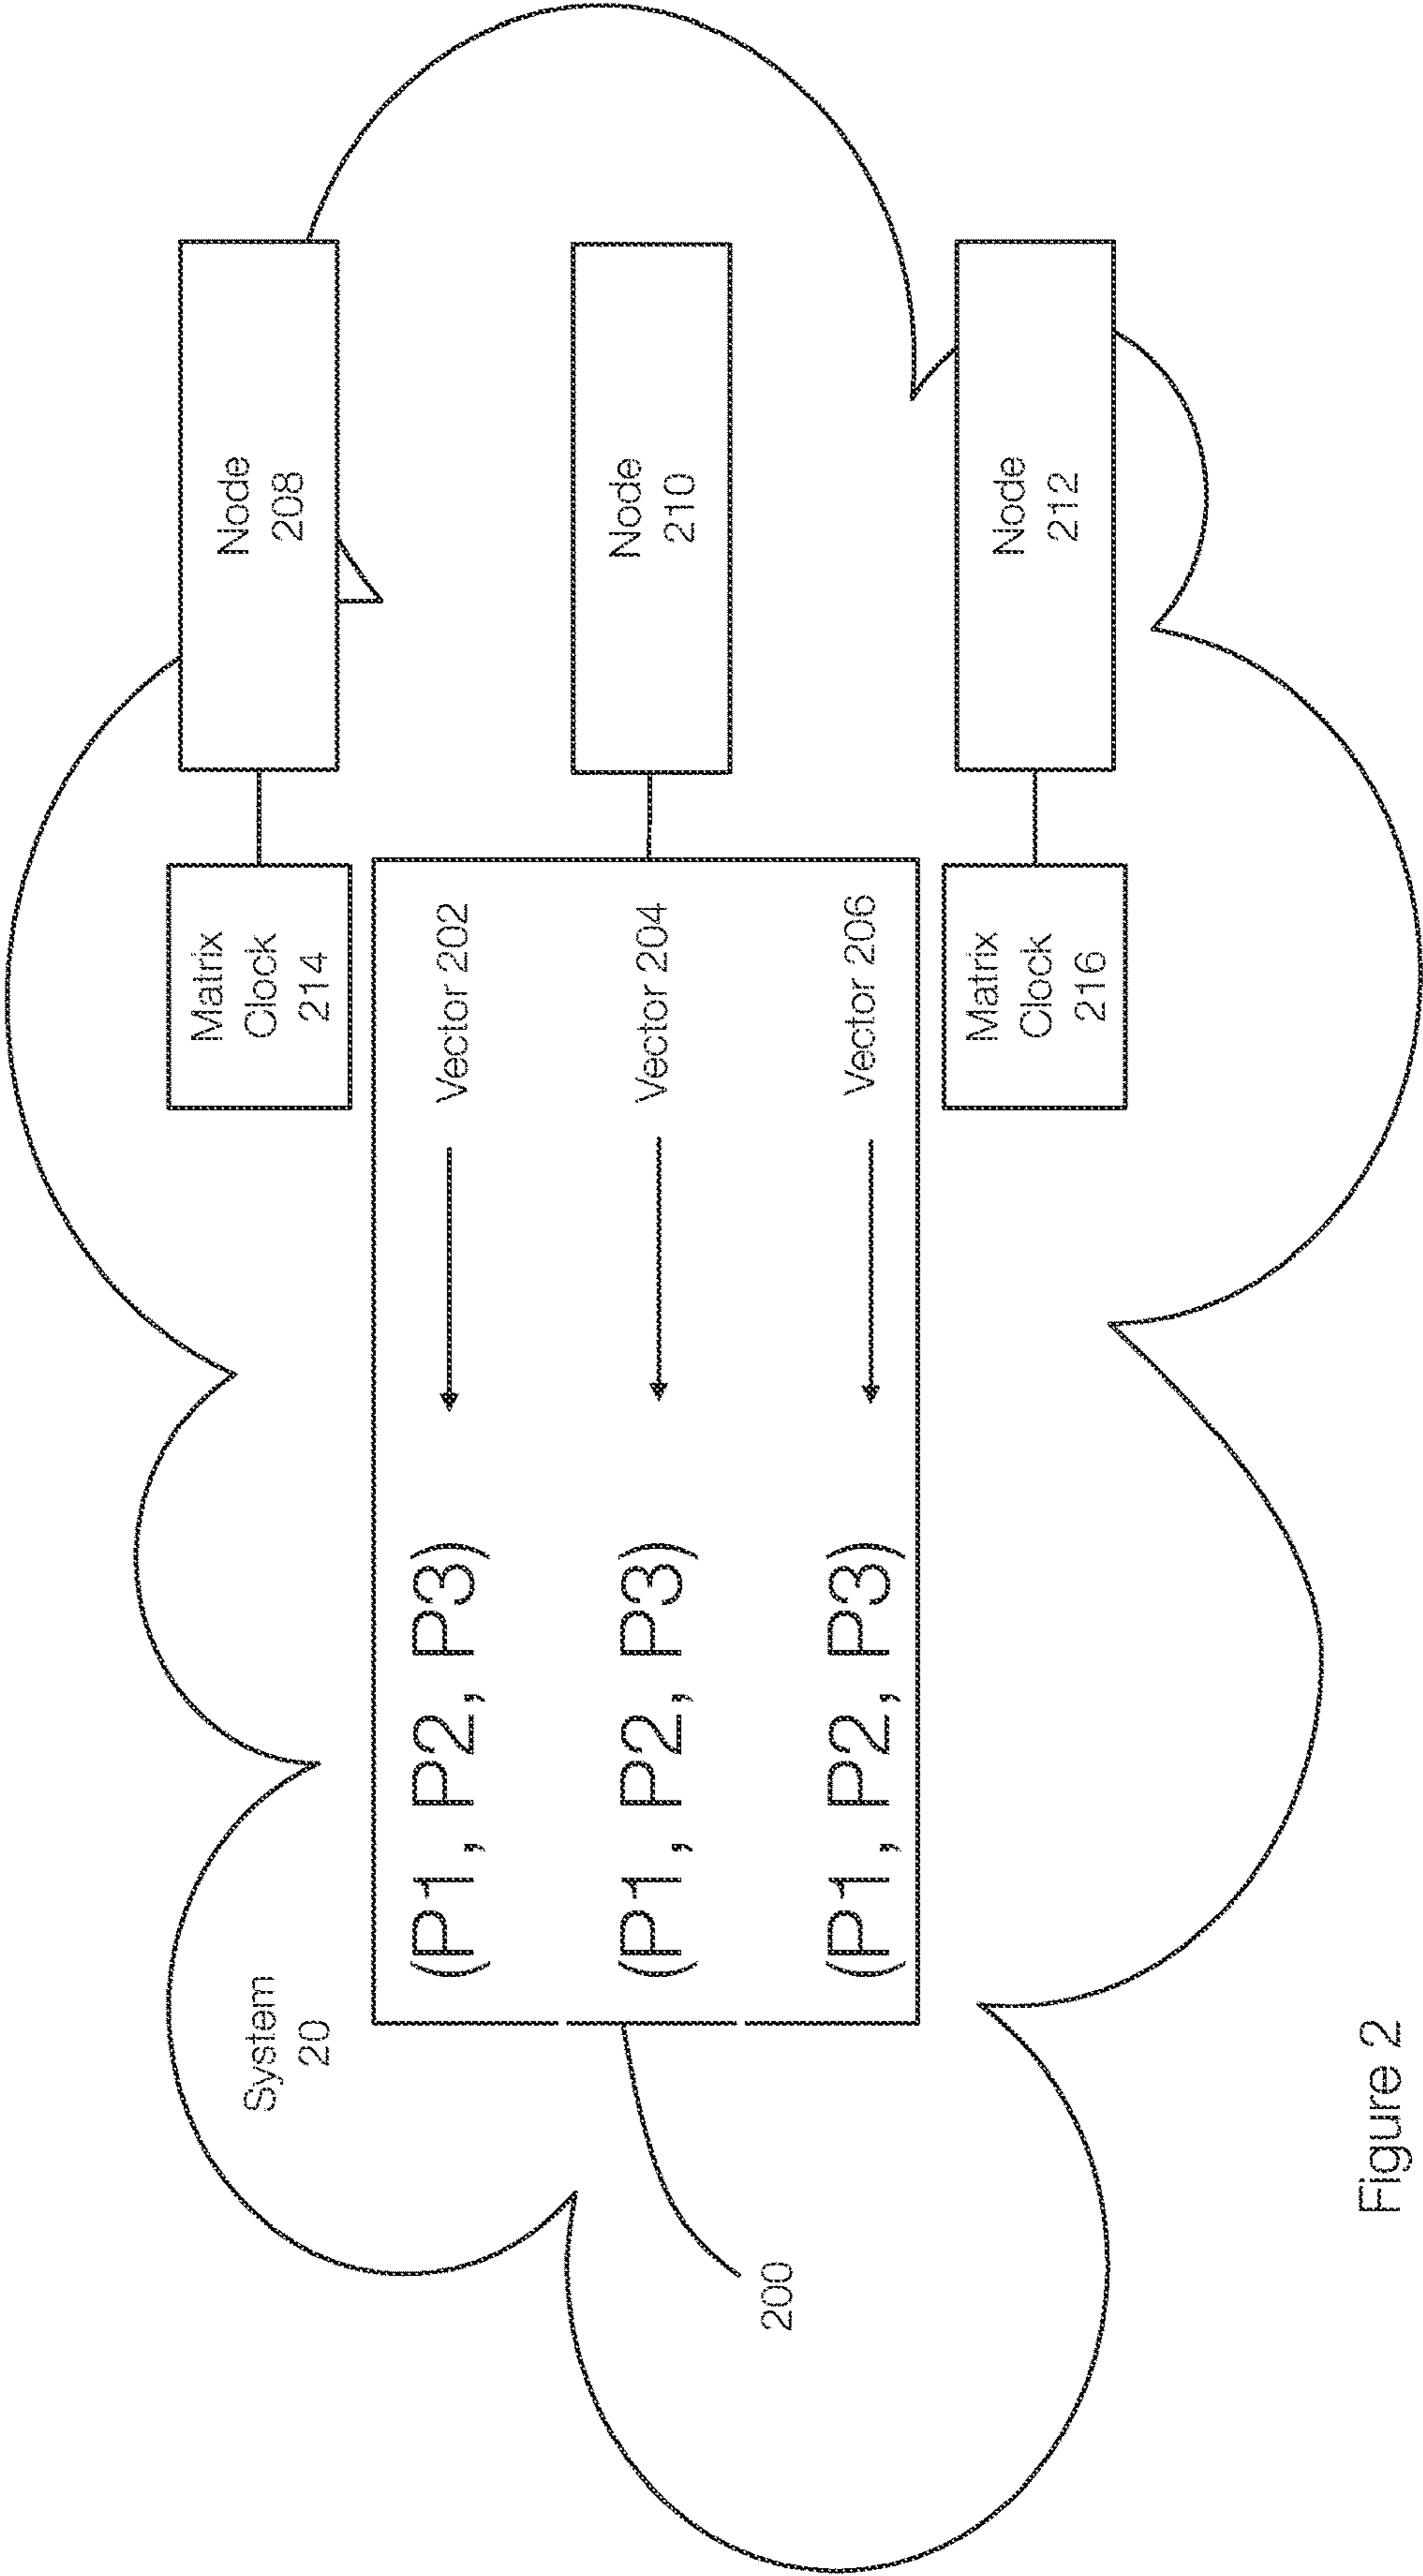 System
20
Matrix
Clock
214
Node
208
(P1, P2, P3)
Vector 202
(P1, P2, P3)
Vector 204
Node
210
(P1, P2, P3)
Vector 206
200
Matrix
Clock
216
Node
212
Figure 2